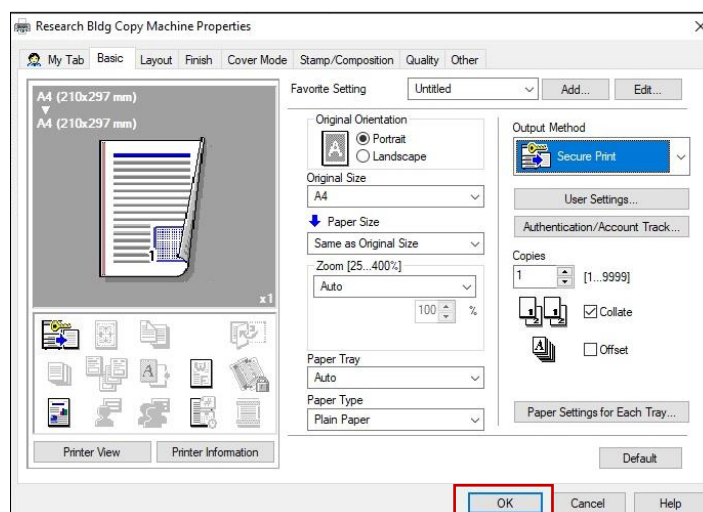 Research Bldg Copy Machine Properties
My Tab Basic Layout Finish Cover Mode Stamp/Composition Quality Other
A4 (210x297 mm)
A4 (210x297 mm)
1
x1
Printer View Printer Information
Favorite Setting Untitled Add... Edit...
Original Orientation
A
Portrait
Landscape
Original Size
A4
Paper Size
Same as Original Size
Zoom [25...400%]
Auto
100 %
Paper Tray
Auto
Paper Type
Plain Paper
Output Method
Secure Print
User Settings...
Authentication/Account Track...
Copies
1 [1...9999]
Collate
Offset
Paper Settings for Each Tray...
Default
OK Cancel Help